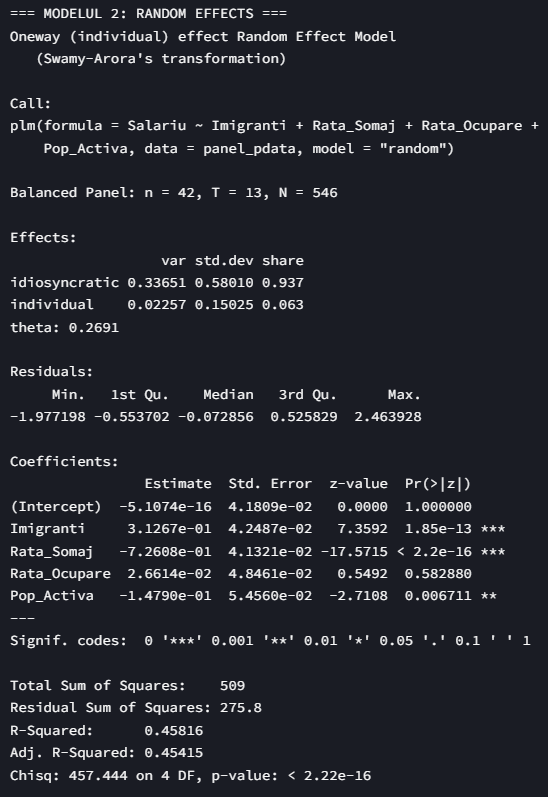 === MODELUL 2: RANDOM EFFECTS ===
Oneway (individual) effect Random Effect Model
   (Swamy-Arora's transformation)

Call:
plm(formula = Salariu ~ Imigranti + Rata_Somaj + Rata_Ocupare +
    Pop_Activa, data = panel_pdata, model = "random")

Balanced Panel: n = 42, T = 13, N = 546

Effects:
                  var std.dev share
idiosyncratic 0.33651 0.58010 0.937
individual    0.02257 0.15025 0.063
theta: 0.2691

Residuals:
     Min.   1st Qu.    Median   3rd Qu.      Max.
-1.977198 -0.553702 -0.072856  0.525829  2.463928

Coefficients:
                Estimate  Std. Error  z-value  Pr(>|z|)
(Intercept)  -5.1074e-16  4.1809e-02   0.0000  1.000000
Imigranti     3.1267e-01  4.2487e-02   7.3592  1.85e-13 ***
Rata_Somaj   -7.2608e-01  4.1321e-02 -17.5715 < 2.2e-16 ***
Rata_Ocupare  2.6614e-02  4.8461e-02   0.5492  0.582880
Pop_Activa   -1.4790e-01  5.4560e-02  -2.7108  0.006711 **
---
Signif. codes:  0 '***' 0.001 '**' 0.01 '*' 0.05 '.' 0.1 ' ' 1

Total Sum of Squares:    509
Residual Sum of Squares: 275.8
R-Squared:      0.45816
Adj. R-Squared: 0.45415
Chisq: 457.444 on 4 DF, p-value: < 2.22e-16